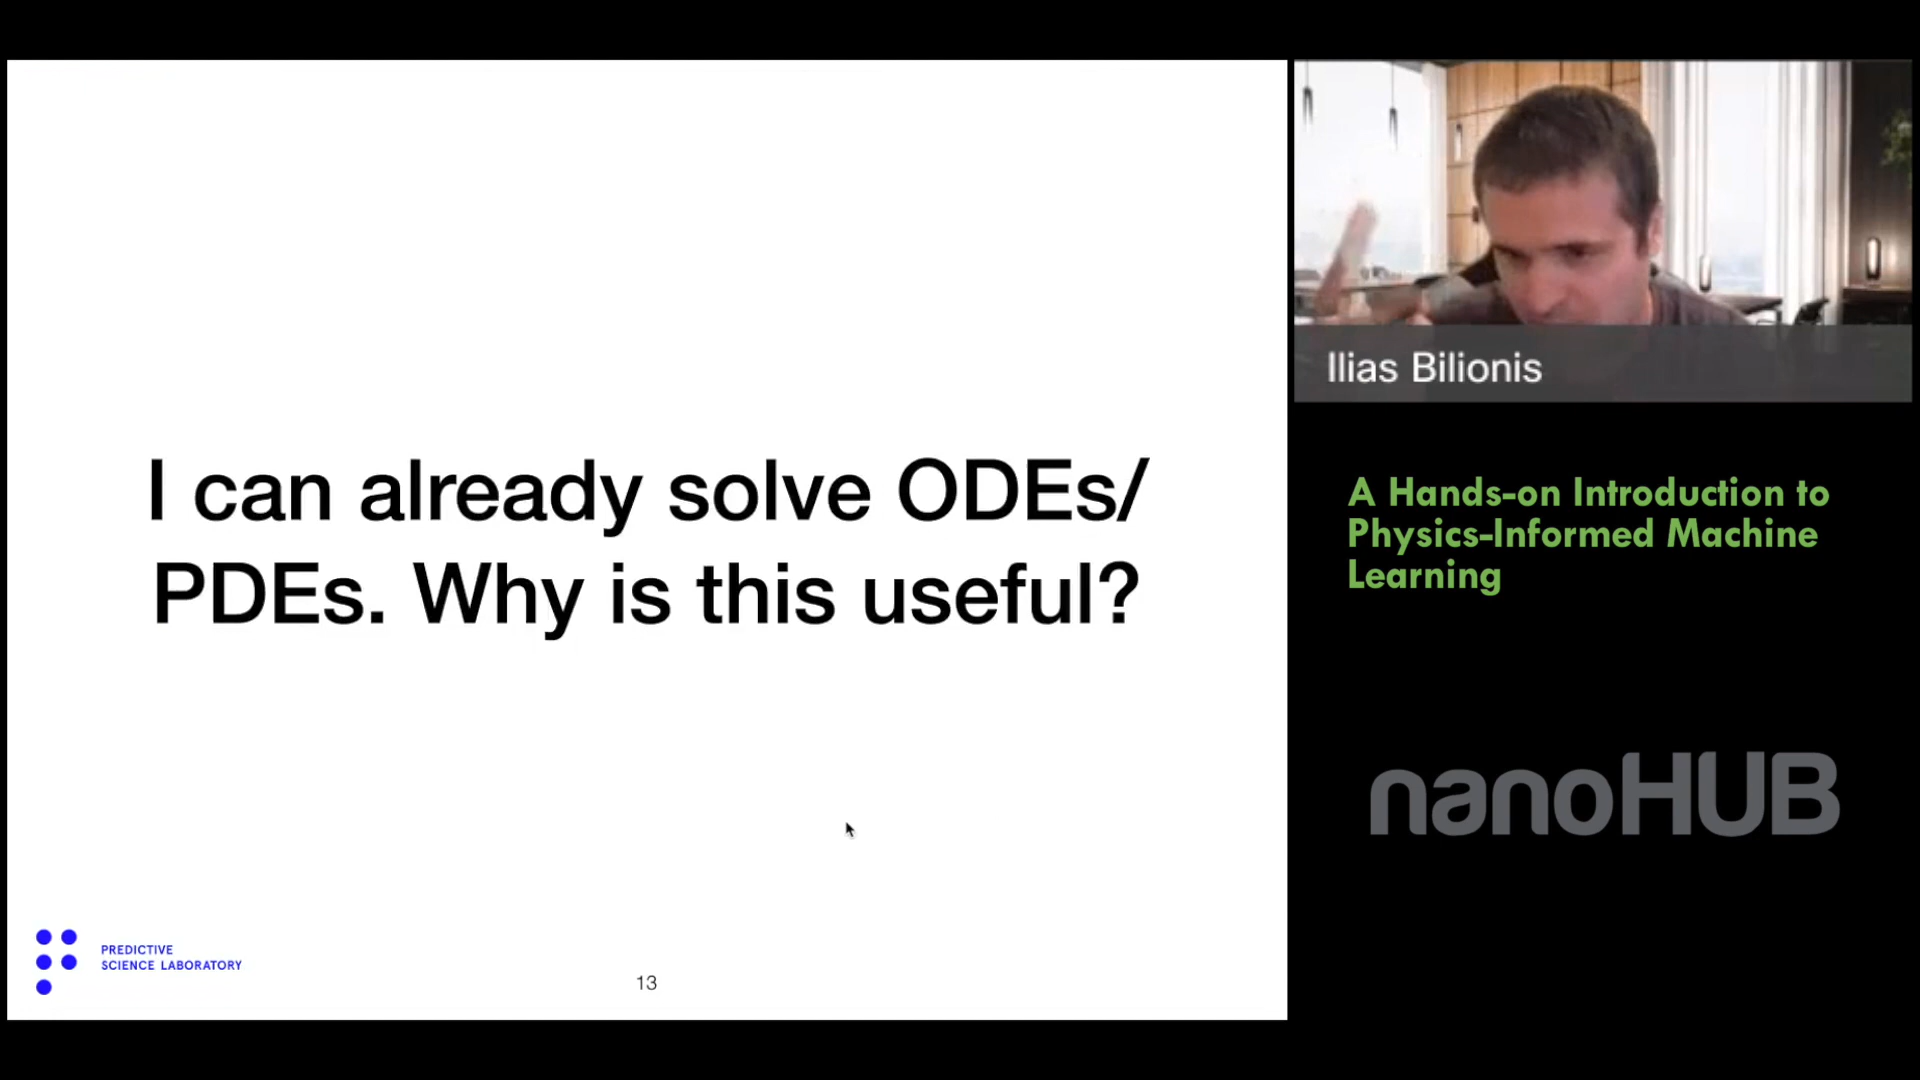 I can already solve ODEs/
PDEs. Why is this useful?
PREDICTIVE
SCIENCE LABORATORY
13
Ilias Bilionis
A Hands-on Introduction to
Physics-Informed Machine
Learning
nanoHUB